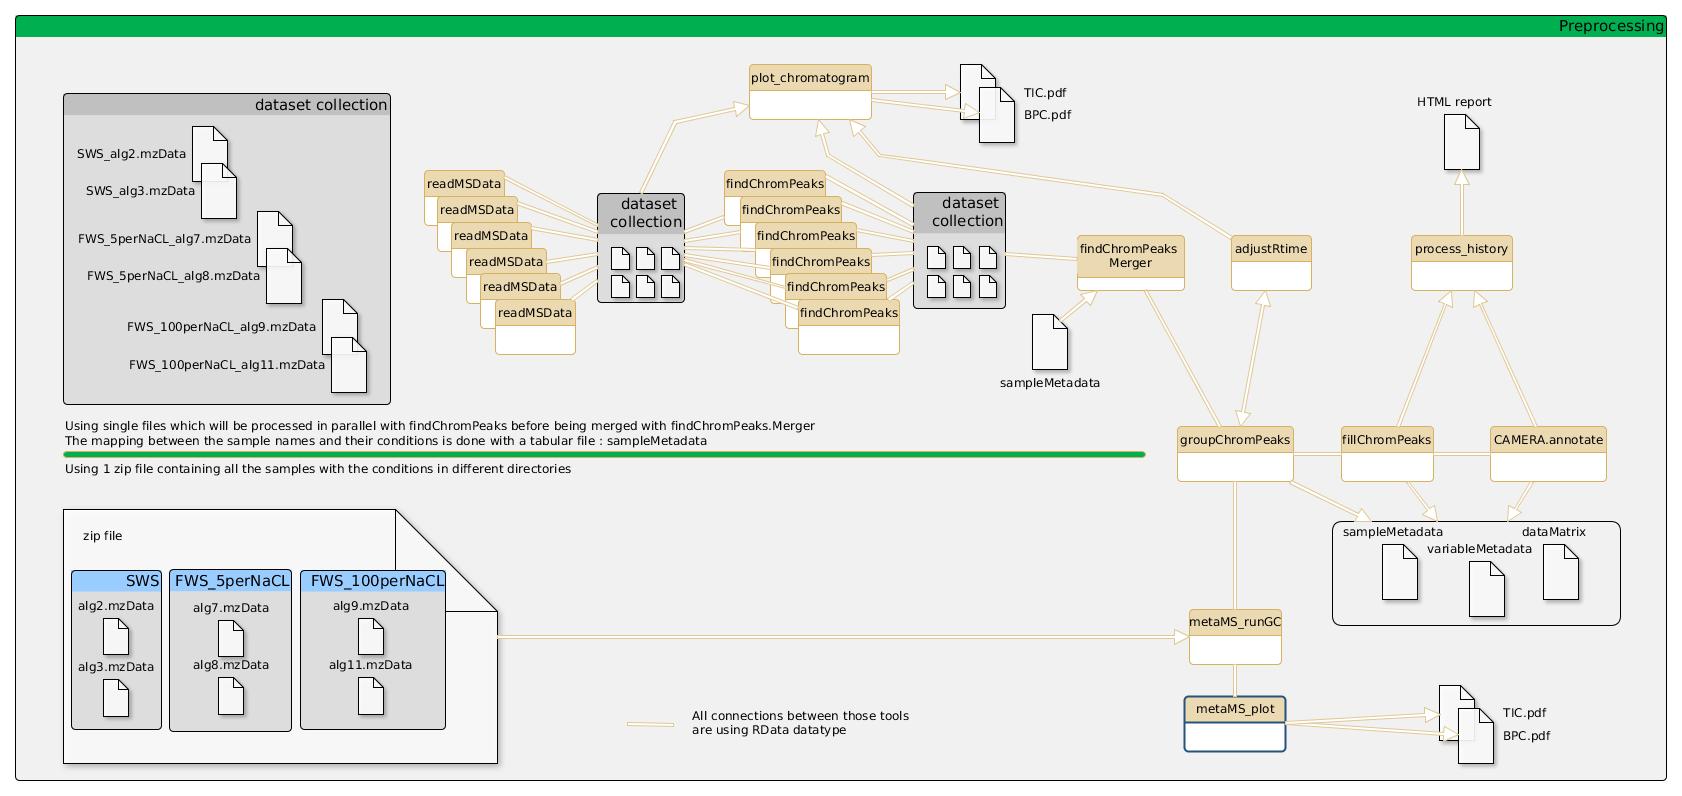 Preprocessing
dataset collection
SWS_alg2.mzData
SWS_alg3.mzData
FWS_5perNaCL_alg7.mzData
FWS_5perNaCL_alg8.mzData
FWS_100perNaCL_alg9.mzData
FWS_100perNaCL_alg11.mzData
readMSData
readMSData
readMSData
readMSData
readMSData
readMSData
dataset
collection
plot_chromatogram
TIC.pdf
BPC.pdf
findChromPeaks
findChromPeaks
findChromPeaks
findChromPeaks
findChromPeaks
findChromPeaks
dataset
collection
findChromPeaks
Merger
sampleMetadata
adjustRtime
HTML report
process_history
groupChromPeaks
fillChromPeaks
CAMERA.annotate
sampleMetadata
variableMetadata
dataMatrix
Using single files which will be processed in parallel with findChromPeaks before being merged with findChromPeaks.Merger
The mapping between the sample names and their conditions is done with a tabular file : sampleMetadata
Using 1 zip file containing all the samples with the conditions in different directories
zip file
SWS
alg2.mzData
alg3.mzData
FWS_5perNaCL
alg7.mzData
alg8.mzData
FWS_100perNaCL
alg9.mzData
alg11.mzData
metaMS_runGC
metaMS_plot
TIC.pdf
BPC.pdf
All connections between those tools
are using RData datatype